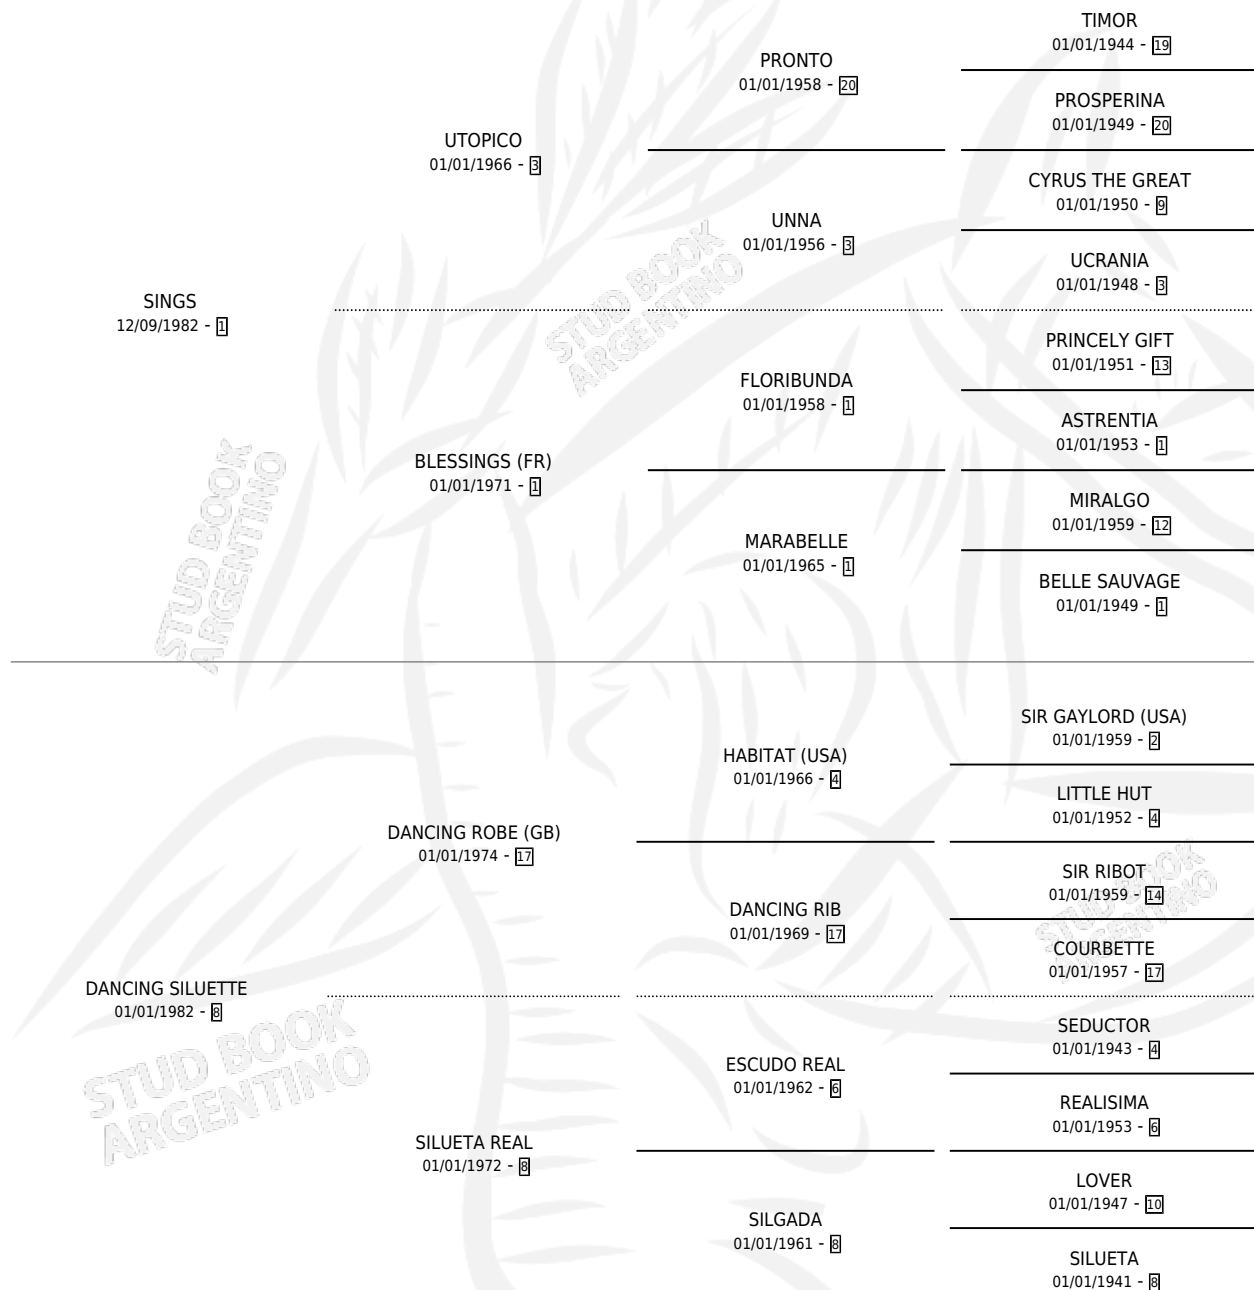 TIMOR
01/01/1944 - 19
PRONTO
01/01/1958 - 20
PROSPERINA
01/01/1949 - 20
UTOPICO
01/01/1966 - 3
CYRUS THE GREAT
01/01/1950 - 9
UNNA
01/01/1956 - 3
UCRANIA
01/01/1948 - 3
SINGS
12/09/1982 - 1
PRINCELY GIFT
01/01/1951 - 13
FLORIBUNDA
01/01/1958 - 1
ASTRENTIA
01/01/1953 - 1
BLESSINGS (FR)
01/01/1971 - 1
MIRALGO
01/01/1959 - 12
MARABELLE
01/01/1965 - 1
BELLE SAUVAGE
01/01/1949 - 1
SIR GAYLORD (USA)
01/01/1959 - 2
HABITAT (USA)
01/01/1966 - 4
LITTLE HUT
01/01/1952 - 4
DANCING ROBE (GB)
01/01/1974 - 17
SIR RIBOT
01/01/1959 - 14
DANCING RIB
01/01/1969 - 17
COURBETTE
01/01/1957 - 17
DANCING SILUETTE
01/01/1982 - 8
SEDUCTOR
01/01/1943 - 4
ESCUDO REAL
01/01/1962 - 6
REALISIMA
01/01/1953 - 6
SILUETA REAL
01/01/1972 - 8
LOVER
01/01/1947 - 10
SILGADA
01/01/1961 - 8
SILUETA
01/01/1941 - 8
STUD BOOK
ARGENTINO
STUD BOOK
ARGENTINO
STUD BOOK
ARGENTINO
STUD BOOK
ARGENTINO